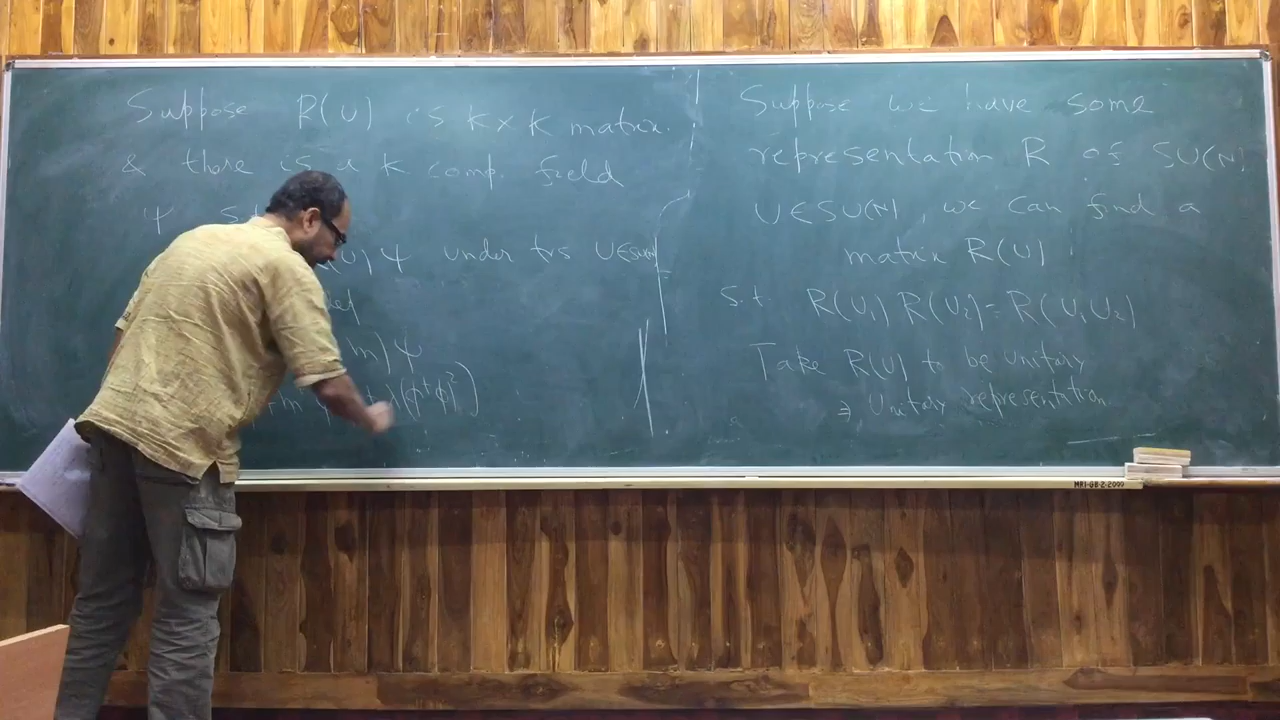 Suppose R(U) is K×K matrix.
& there is a K comp. field
ψ
R(U)ψ under trs U∈SU(N)
m)ψ
+λ(φ†φ)²)
Suppose we have some
representation R of SU(N)
U∈SU(N), we can find a
matrix R(U)
s.t. R(U₁) R(U₂) = R(U₁U₂)
Take R(U) to be unitary
⇒ Unitary representation
MRI-GB-2-2009